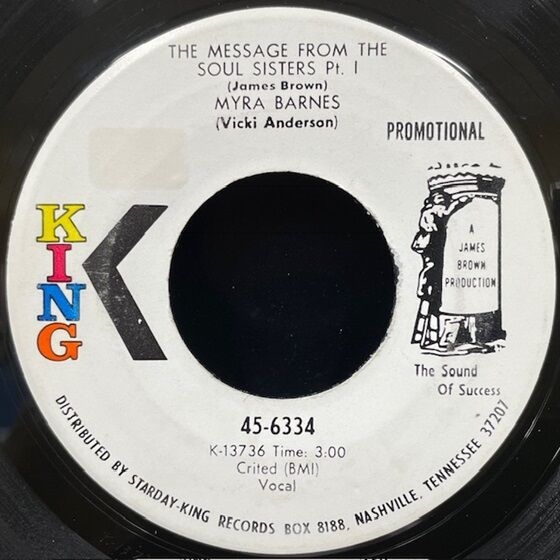 THE MESSAGE FROM THE
SOUL SISTERS Pt. I
(James Brown)
MYRA BARNES
(Vicki Anderson)
PROMOTIONAL
KING
K
A
JAMES
BROWN
PRODUCTION
The Sound
Of Success
45-6334
K-13736 Time: 3:00
Crited (BMI)
Vocal
DISTRIBUTED BY STARDAY-KING RECORDS BOX 8188, NASHVILLE, TENNESSEE 37207